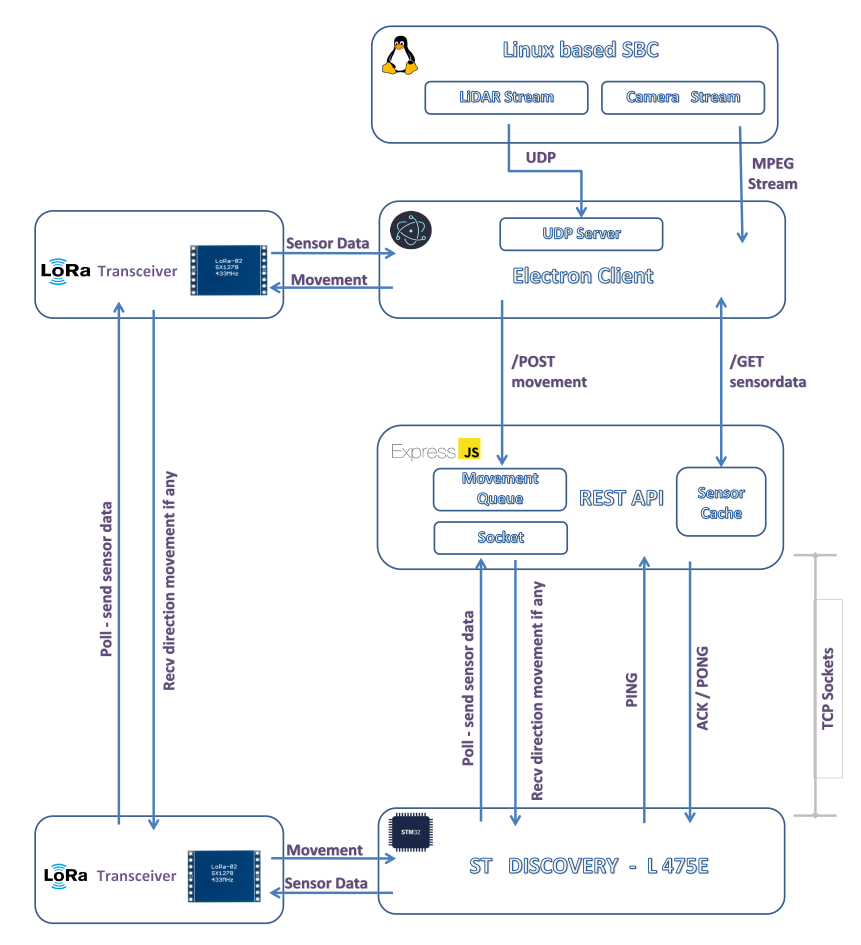 Linux based SBC
LiDAR Stream
Camera Stream
UDP
MPEG
Stream
UDP Server
Electron Client
LoRa Transceiver
LoRa-02
SX1278
433MHz
Sensor Data
Movement
/POST
movement
/GET
sensordata
Express JS
Movement
Queue
REST API
Sensor
Cache
Socket
Poll - send sensor data
Recv direction movement if any
Poll - send sensor data
Recv direction movement if any
PING
ACK / PONG
TCP Sockets
LoRa Transceiver
LoRa-02
SX1278
433MHz
Movement
Sensor Data
STM32
ST DISCOVERY - L 475E